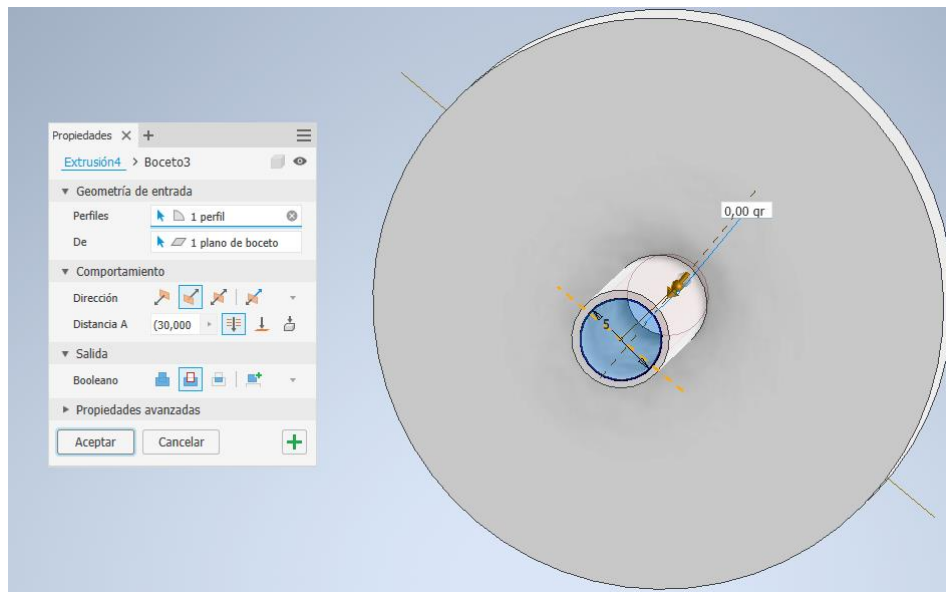 Propiedades × +
Extrusión4 > Boceto3
Geometría de entrada
Perfiles 1 perfil
De 1 plano de boceto
Comportamiento
Dirección
Distancia A (30,000
Salida
Booleano
Propiedades avanzadas
Aceptar Cancelar
0,00 gr
5